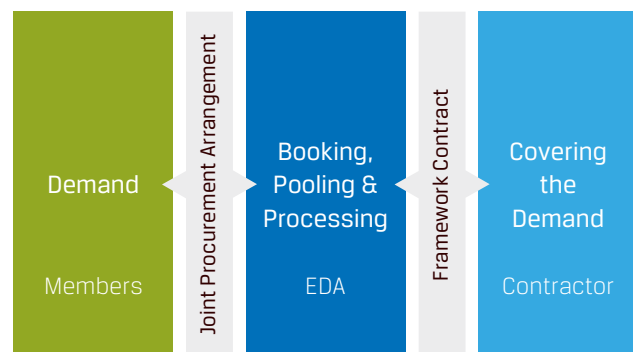 Demand
Members
Joint Procurement Arrangement
Booking,
Pooling &
Processing
EDA
Framework Contract
Covering
the
Demand
Contractor